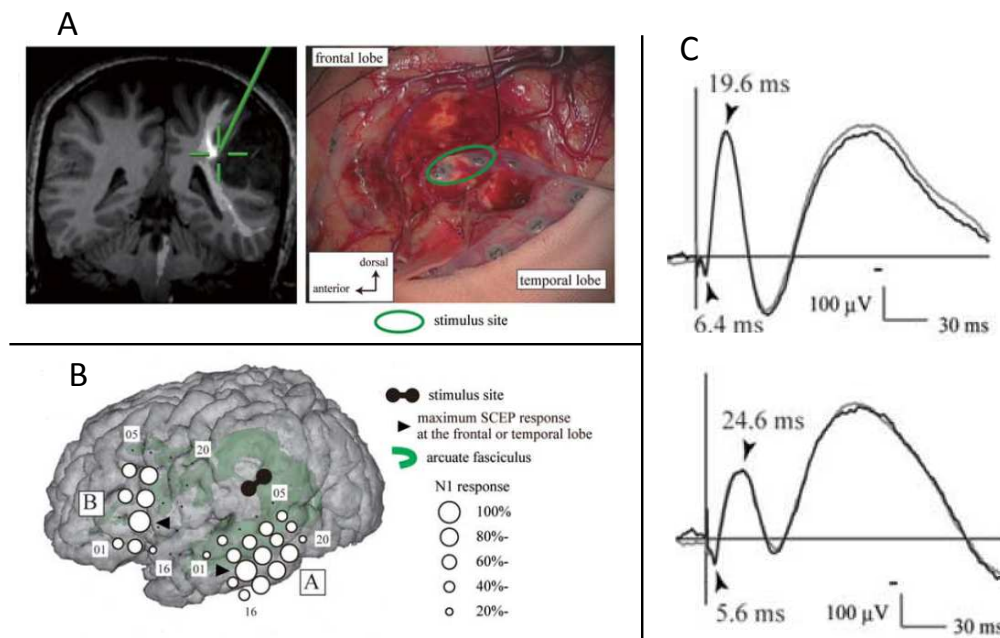 A
frontal lobe
dorsal
anterior
temporal lobe
stimulus site
B
05
20
B
05
01
16
01
20
A
16
stimulus site
maximum SCEP response
at the frontal or temporal lobe
arcuate fasciculus
N1 response
100%
80%-
60%-
40%-
20%-
C
19.6 ms
6.4 ms
-
100 μV
30 ms
24.6 ms
5.6 ms
-
100 μV
30 ms